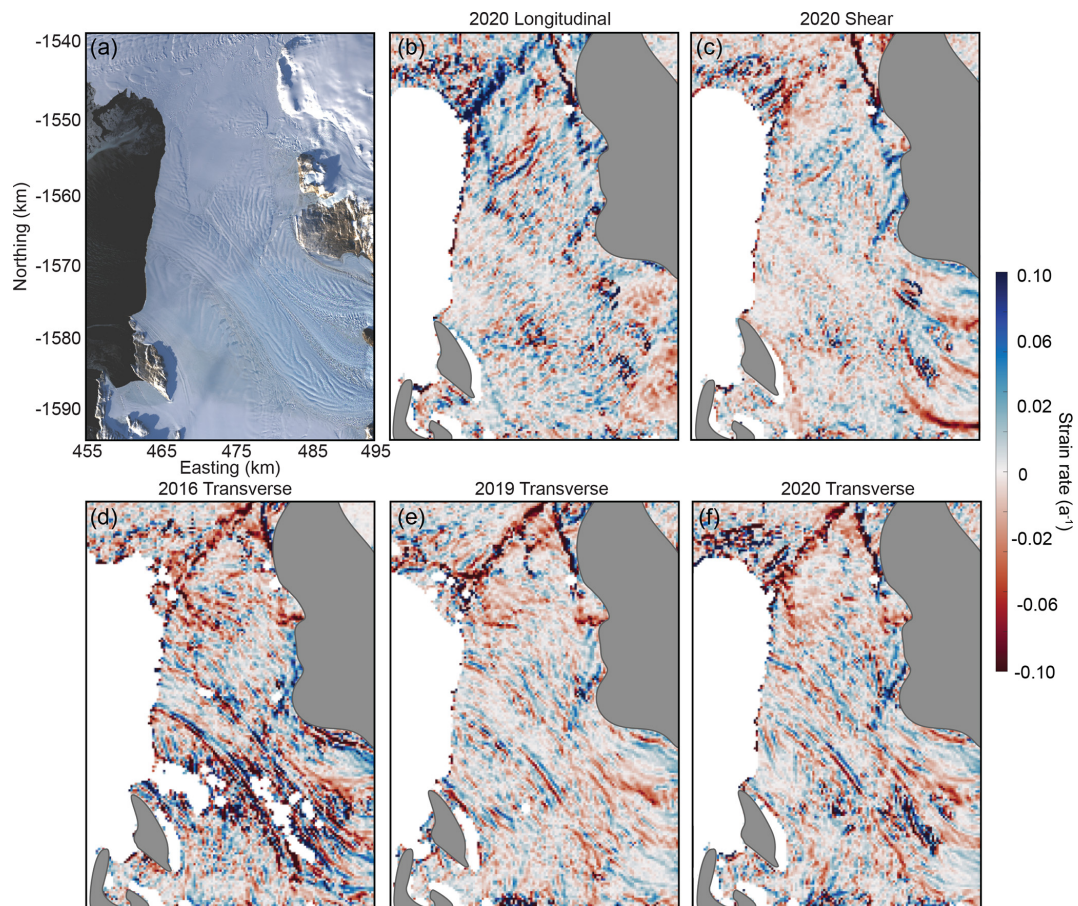 2020 Longitudinal
2020 Shear
(a)
(b)
(c)
-1540
-1550
-1560
-1570
-1580
-1590
Northing (km)
455 465 475 485 495
Easting (km)
2016 Transverse
2019 Transverse
2020 Transverse
(d)
(e)
(f)
0.10
0.06
0.02
0
-0.02
-0.06
-0.10
Strain rate (a⁻¹)